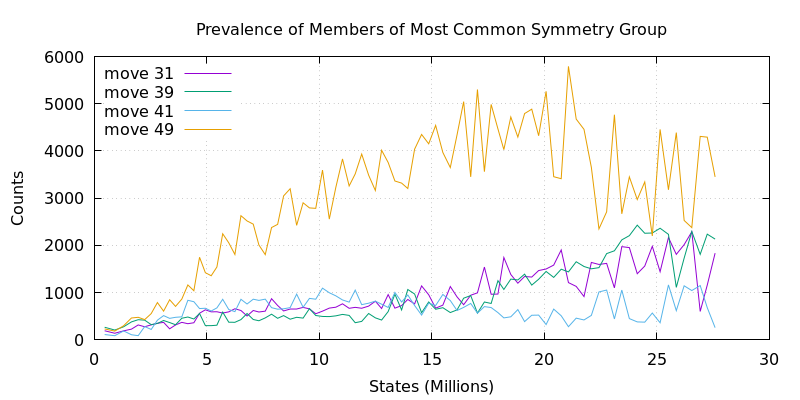 Prevalence of Members of Most Common Symmetry Group
6000
5000
4000
3000
2000
1000
0
Counts
move 31
move 39
move 41
move 49
0 5 10 15 20 25 30
States (Millions)